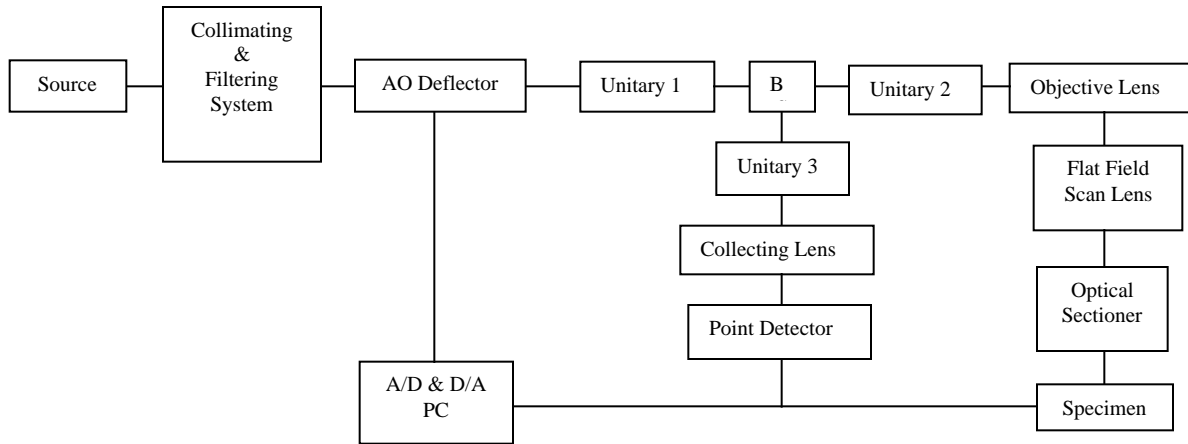 Collimating
&
Filtering
System
Source
AO Deflector
Unitary 1
B
Unitary 2
Objective Lens
Unitary 3
Flat Field
Scan Lens
Collecting Lens
Optical
Sectioner
Point Detector
A/D & D/A
PC
Specimen